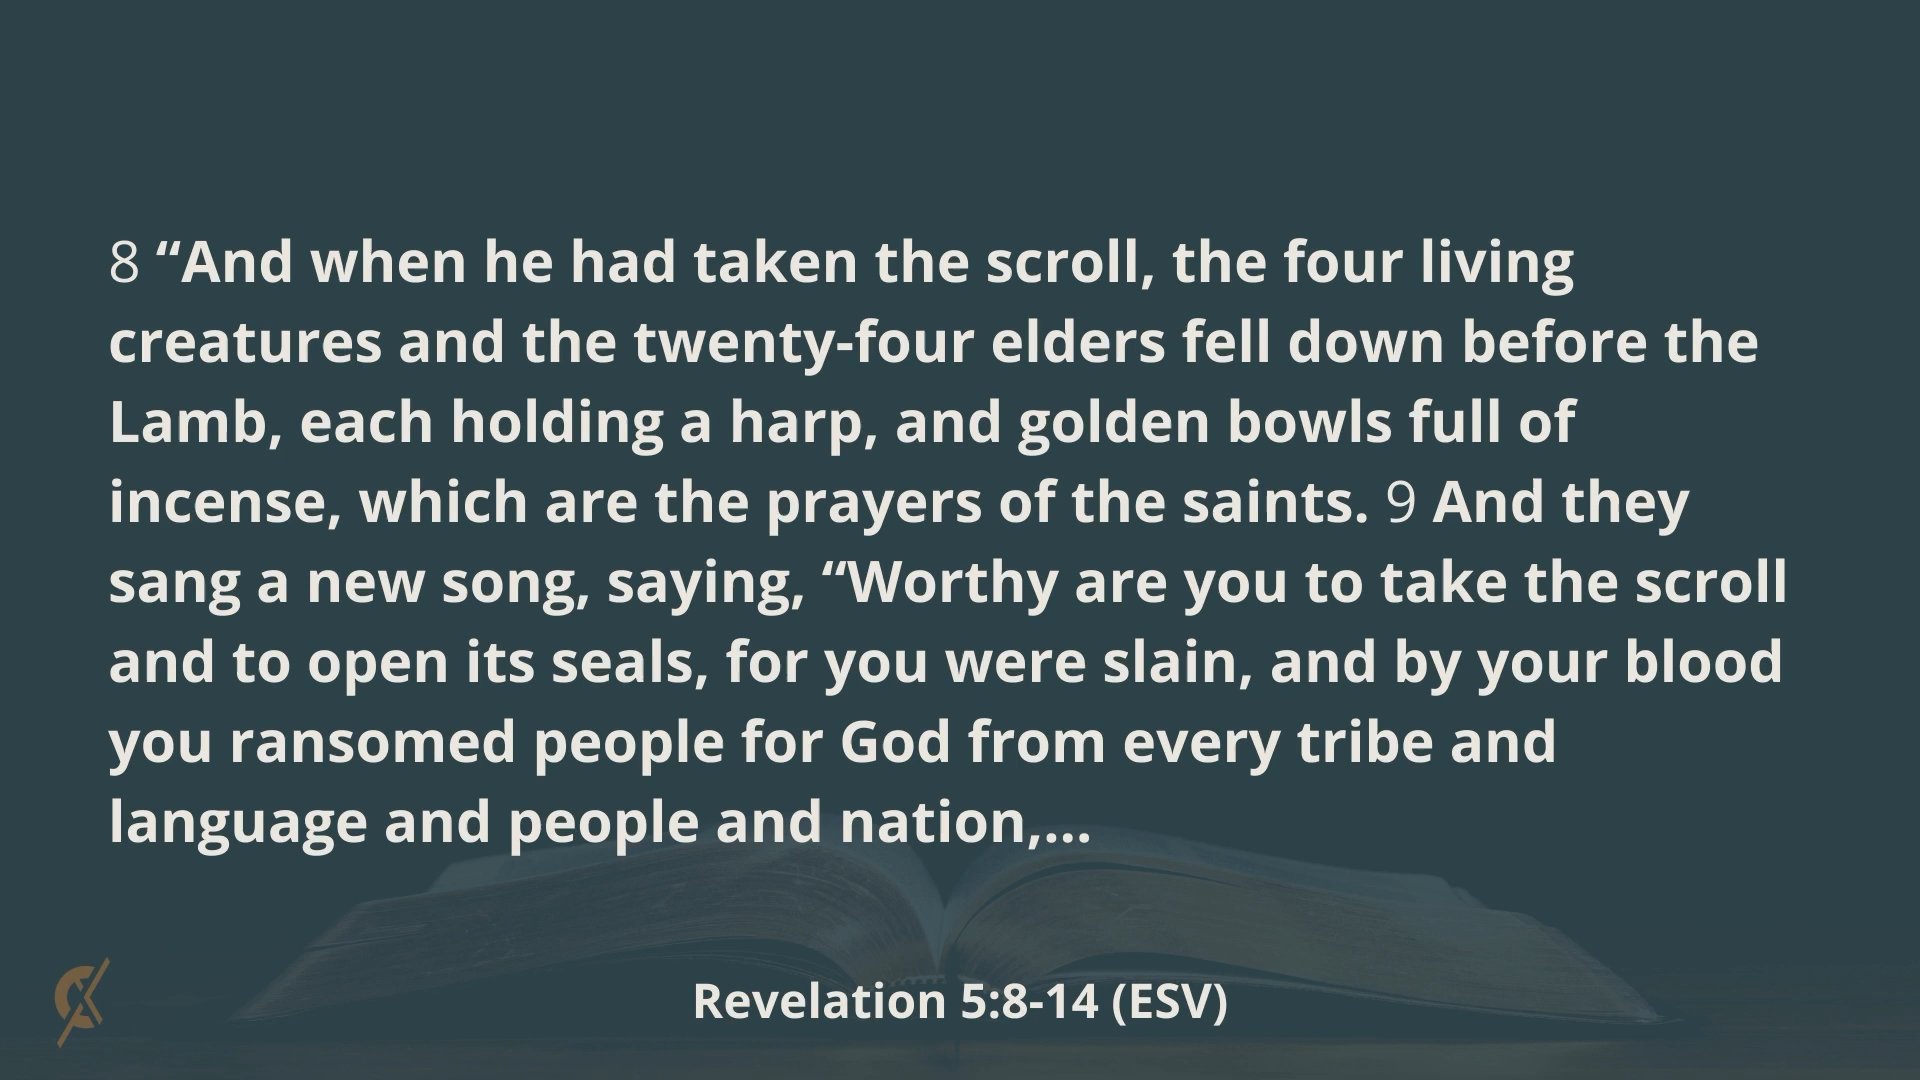 8 “And when he had taken the scroll, the four living
creatures and the twenty-four elders fell down before the
Lamb, each holding a harp, and golden bowls full of
incense, which are the prayers of the saints. 9 And they
sang a new song, saying, “Worthy are you to take the scroll
and to open its seals, for you were slain, and by your blood
you ransomed people for God from every tribe and
language and people and nation,...
Revelation 5:8-14 (ESV)